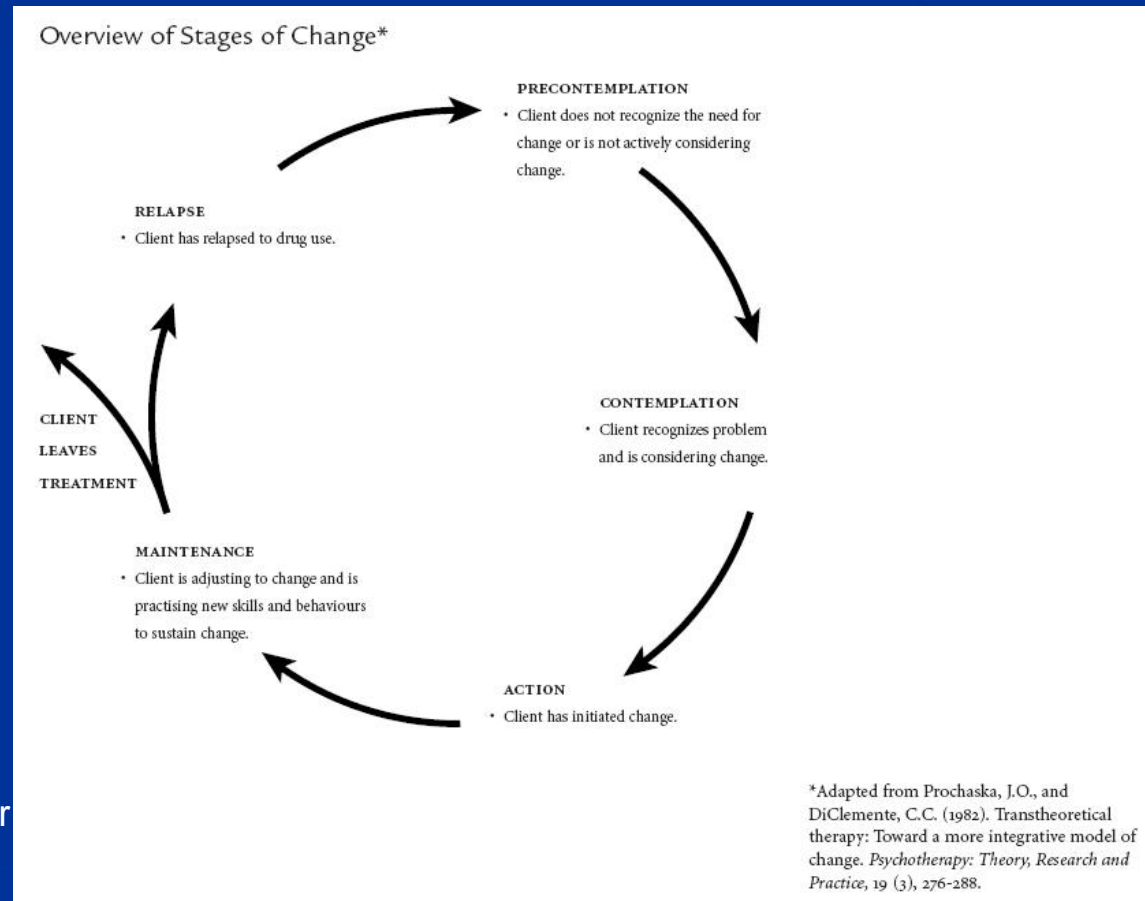 Overview of Stages of Change*
PRECONTEMPLATION
• Client does not recognize the need for
change or is not actively considering
change.
RELAPSE
• Client has relapsed to drug use.
CONTEMPLATION
• Client recognizes problem
and is considering change.
CLIENT
LEAVES
TREATMENT
MAINTENANCE
• Client is adjusting to change and is
practising new skills and behaviours
to sustain change.
ACTION
• Client has initiated change.
r
*Adapted from Prochaska, J.O., and
DiClemente, C.C. (1982). Transtheoretical
therapy: Toward a more integrative model of
change. Psychotherapy: Theory, Research and
Practice, 19 (3), 276-288.